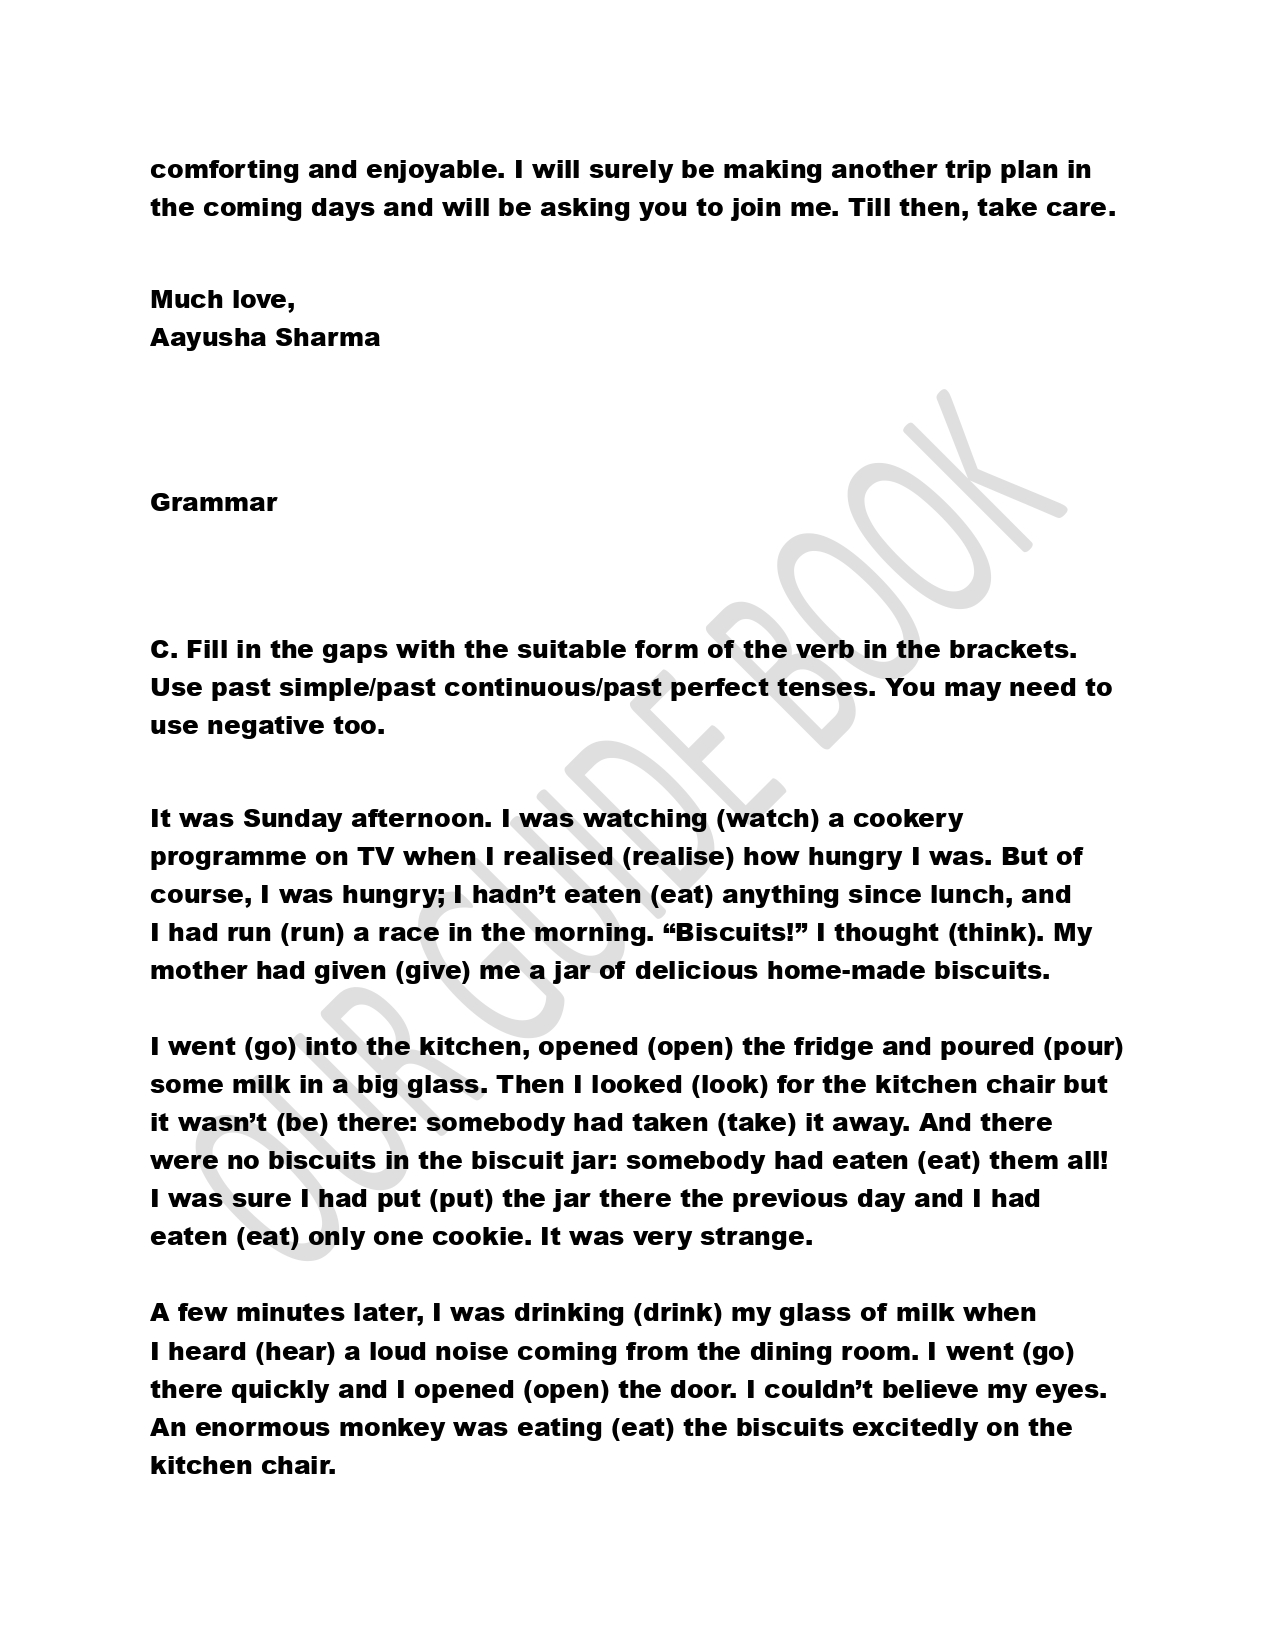 comforting and enjoyable. I will surely be making another trip plan in
the coming days and will be asking you to join me. Till then, take care.
Much love,
Aayusha Sharma
Grammar
C. Fill in the gaps with the suitable form of the verb in the brackets.
Use past simple/past continuous/past perfect tenses. You may need to
use negative too.
It was Sunday afternoon. I was watching (watch) a cookery
programme on TV when I realised (realise) how hungry I was. But of
course, I was hungry; I hadn’t eaten (eat) anything since lunch, and
I had run (run) a race in the morning. “Biscuits!” I thought (think). My
mother had given (give) me a jar of delicious home-made biscuits.
I went (go) into the kitchen, opened (open) the fridge and poured (pour)
some milk in a big glass. Then I looked (look) for the kitchen chair but
it wasn’t (be) there: somebody had taken (take) it away. And there
were no biscuits in the biscuit jar: somebody had eaten (eat) them all!
I was sure I had put (put) the jar there the previous day and I had
eaten (eat) only one cookie. It was very strange.
A few minutes later, I was drinking (drink) my glass of milk when
I heard (hear) a loud noise coming from the dining room. I went (go)
there quickly and I opened (open) the door. I couldn’t believe my eyes.
An enormous monkey was eating (eat) the biscuits excitedly on the
kitchen chair.
OUR GUIDE BOOK